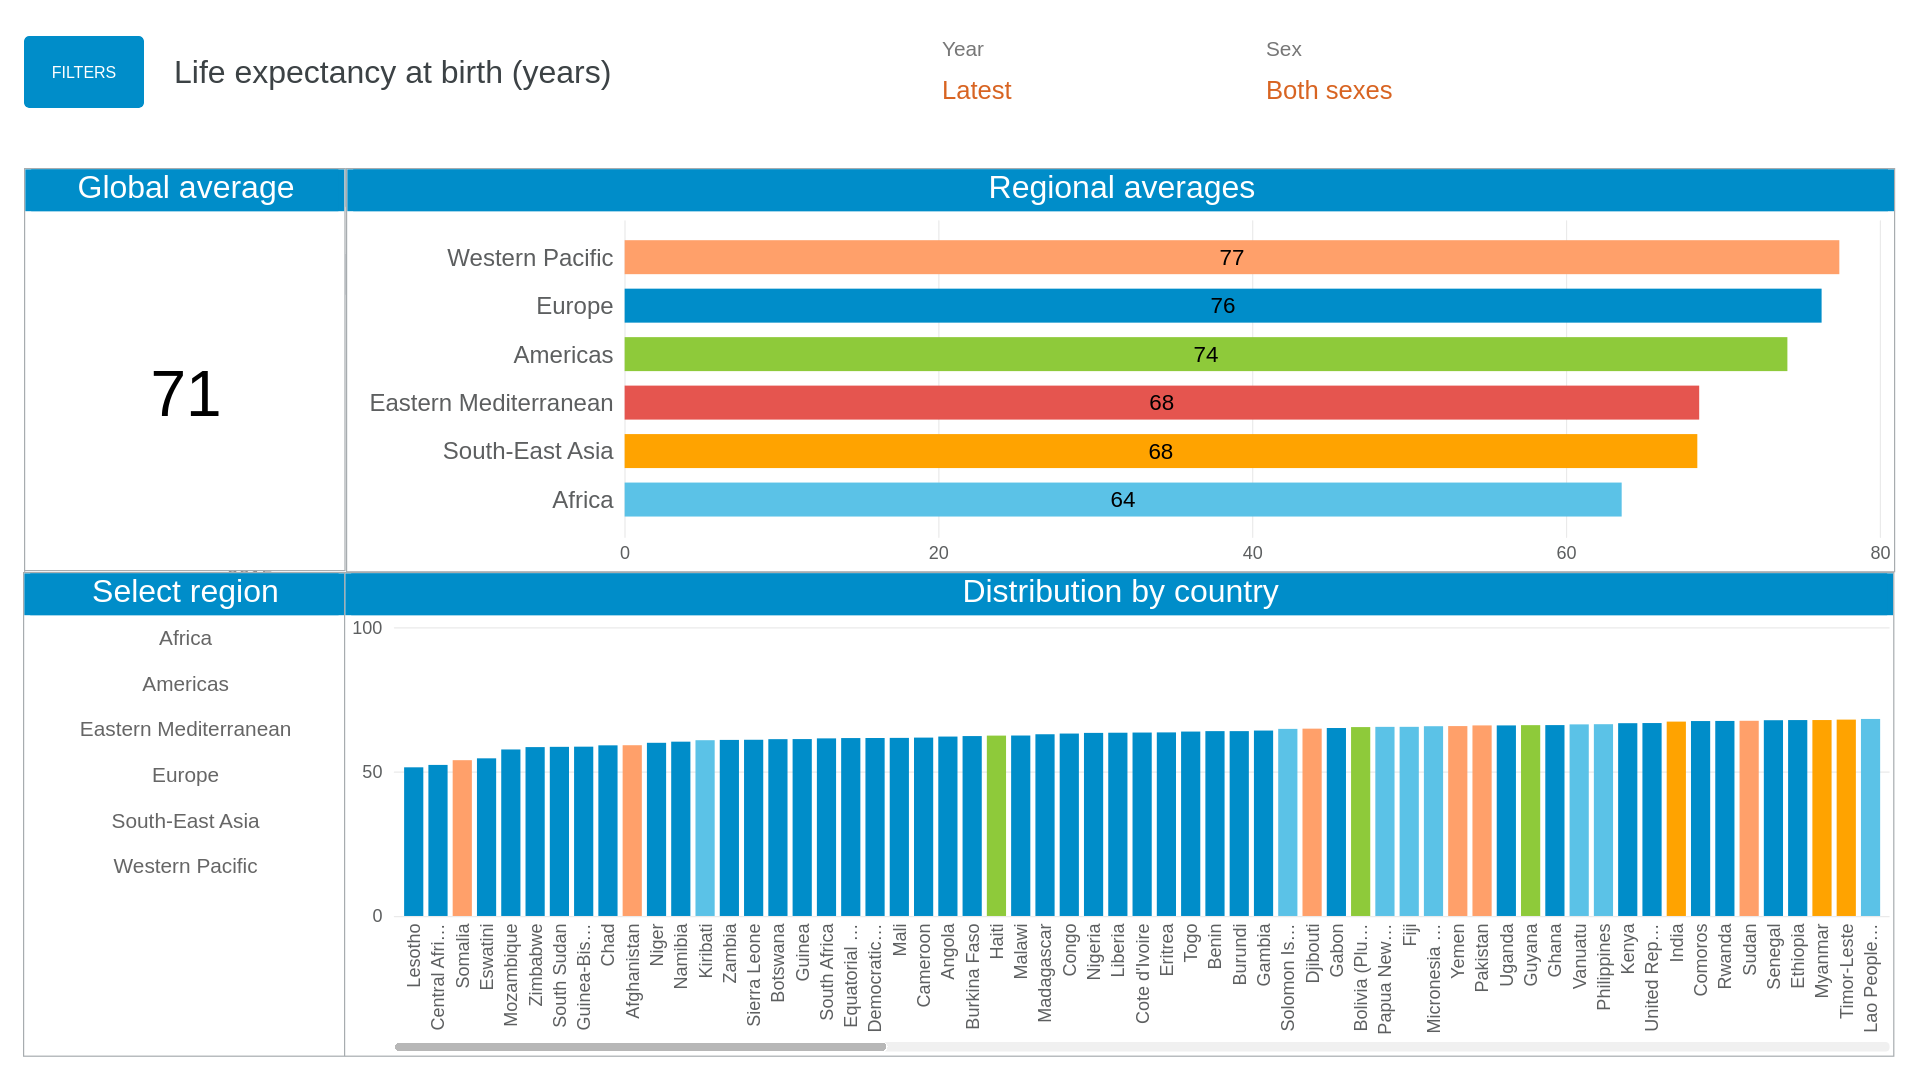 FILTERS
Life expectancy at birth (years)
Year
Latest
Sex
Both sexes
Global average
71
Regional averages
Western Pacific 77
Europe 76
Americas 74
Eastern Mediterranean 68
South-East Asia 68
Africa 64
0 20 40 60 80
Select region
Africa
Americas
Eastern Mediterranean
Europe
South-East Asia
Western Pacific
Distribution by country
100
50
0
Lesotho
Central Afri...
Somalia
Eswatini
Mozambique
Zimbabwe
South Sudan
Guinea-Bis...
Chad
Afghanistan
Niger
Namibia
Kiribati
Zambia
Sierra Leone
Botswana
Guinea
South Africa
Equatorial ...
Democratic...
Mali
Cameroon
Angola
Burkina Faso
Haiti
Malawi
Madagascar
Congo
Nigeria
Liberia
Cote d'Ivoire
Eritrea
Togo
Benin
Burundi
Gambia
Solomon Is...
Djibouti
Gabon
Bolivia (Plu...
Papua New...
Fiji
Micronesia ...
Yemen
Pakistan
Uganda
Guyana
Ghana
Vanuatu
Philippines
Kenya
United Rep...
India
Comoros
Rwanda
Sudan
Senegal
Ethiopia
Myanmar
Timor-Leste
Lao People...